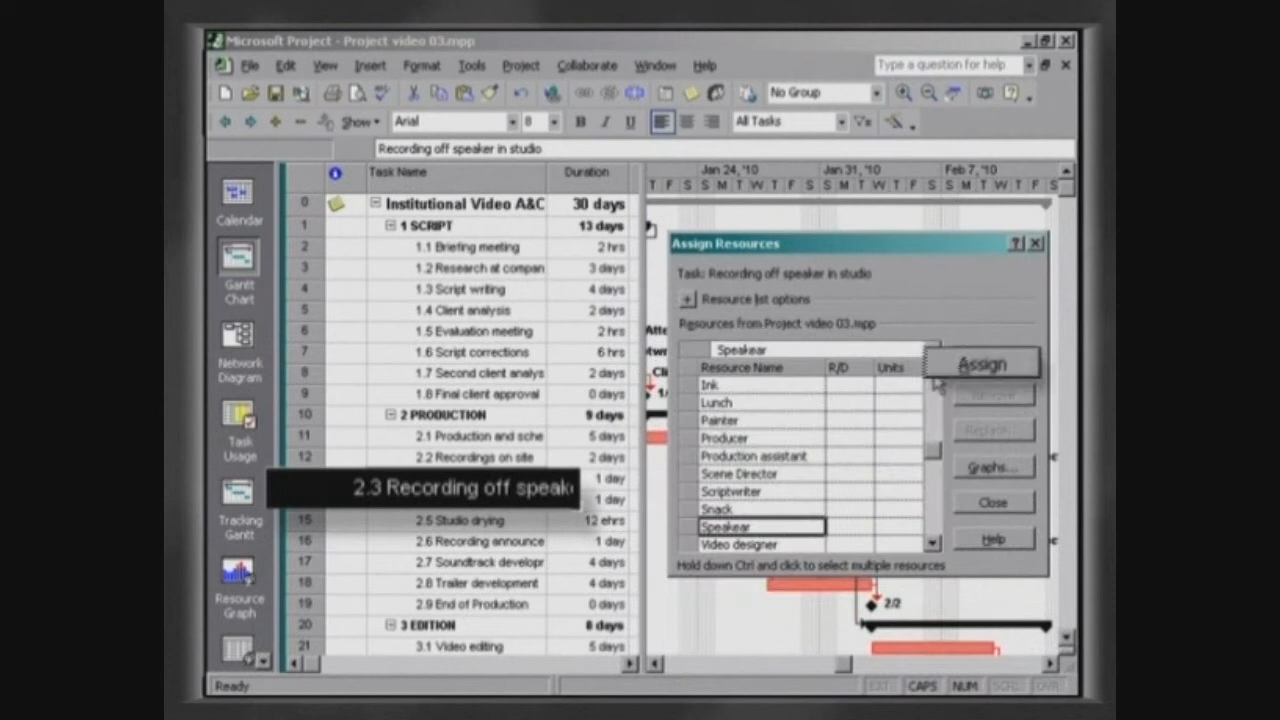 Microsoft Project - Project video 03.mpp
File Edit View Insert Format Tools Project Collaborate Window Help
Type a question for help
No Group
Show Arial 8 B I U All Tasks
Recording off speaker in studio
Task Name Duration
Jan 24, '10 Jan 31, '10 Feb 7, '10
T F S S M T W T F S S M T W T F S S M T W T F S
0 Institutional Video A&C 30 days
1 1 SCRIPT 13 days
2 1.1 Briefing meeting 2 hrs
3 1.2 Research at compan 3 days
4 1.3 Script writing 4 days
5 1.4 Client analysis 2 days
6 1.5 Evaluation meeting 2 hrs
7 1.6 Script corrections 6 hrs
8 1.7 Second client analys 2 days
9 1.8 Final client approval 0 days
10 2 PRODUCTION 9 days
11 2.1 Production and sche 5 days
12 2.2 Recordings on site 2 days
2.3 Recording off speak 1 day
1 day
15 2.5 Studio drying 12 ehrs
16 2.6 Recording announce 1 day
17 2.7 Soundtrack developr 4 days
18 2.8 Trailer development 4 days
19 2.9 End of Production 0 days
20 3 EDITION 8 days
21 3.1 Video editing 5 days
Calendar
Gantt
Chart
Network
Diagram
Task
Usage
Tracking
Gantt
Resource
Graph
Assign Resources
Task: Recording off speaker in studio
Resource list options
Resources from Project video 03.mpp
Speakear
Assign
Resource Name R/D Units
Ink
Lunch
Painter
Producer
Production assistant
Scene Director
Scriptwriter
Snack
Speakear
Video designer
Remove
Replace...
Graphs...
Close
Help
Hold down Ctrl and click to select multiple resources
2/2
Ready
EXT CAPS NUM SCRL OVR